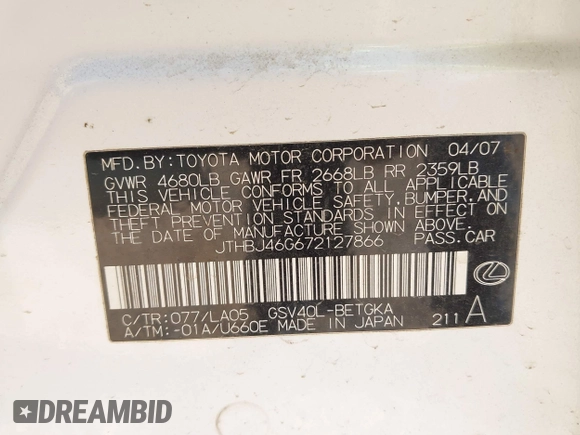 MFD. BY: TOYOTA MOTOR CORPORATION 04/07
GVWR 4680LB GAWR FR 2668LB RR 2359LB
THIS VEHICLE CONFORMS TO ALL APPLICABLE
FEDERAL MOTOR VEHICLE SAFETY, BUMPER, AND
THEFT PREVENTION STANDARDS IN EFFECT ON
THE DATE OF MANUFACTURE SHOWN ABOVE.
JTHBJ46G672127866 PASS.CAR
C/TR: 077/LA05 GSV40L-BETGKA
A/TM: -01A/U660E MADE IN JAPAN 211 A
DREAMBID